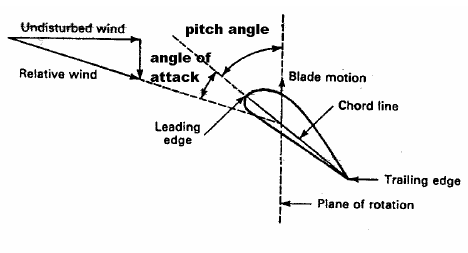 Undisturbed wind
pitch angle
angle of
attack
Relative wind
Blade motion
Chord line
Leading
edge
Trailing edge
Plane of rotation